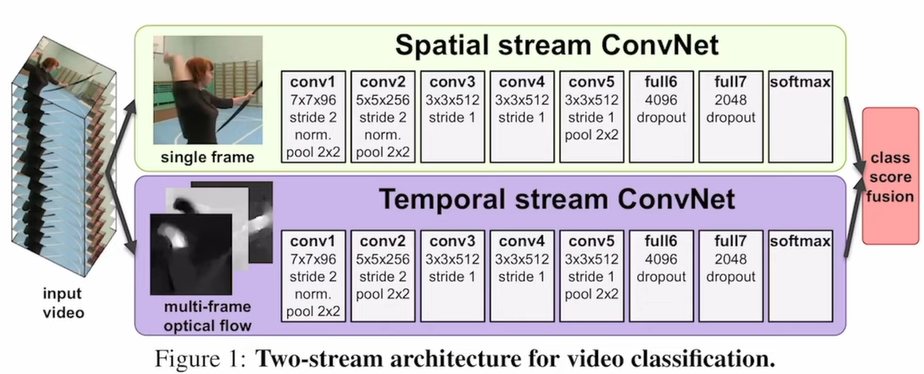 Spatial stream ConvNet
conv1
7x7x96
stride 2
norm.
pool 2x2
conv2
5x5x256
stride 2
norm.
pool 2x2
conv3
3x3x512
stride 1
conv4
3x3x512
stride 1
conv5
3x3x512
stride 1
pool 2x2
full6
4096
dropout
full7
2048
dropout
softmax
single frame
Temporal stream ConvNet
conv1
7x7x96
stride 2
norm.
pool 2x2
conv2
5x5x256
stride 2
pool 2x2
conv3
3x3x512
stride 1
conv4
3x3x512
stride 1
conv5
3x3x512
stride 1
pool 2x2
full6
4096
dropout
full7
2048
dropout
softmax
multi-frame
optical flow
input
video
class
score
fusion
Figure 1: Two-stream architecture for video classification.